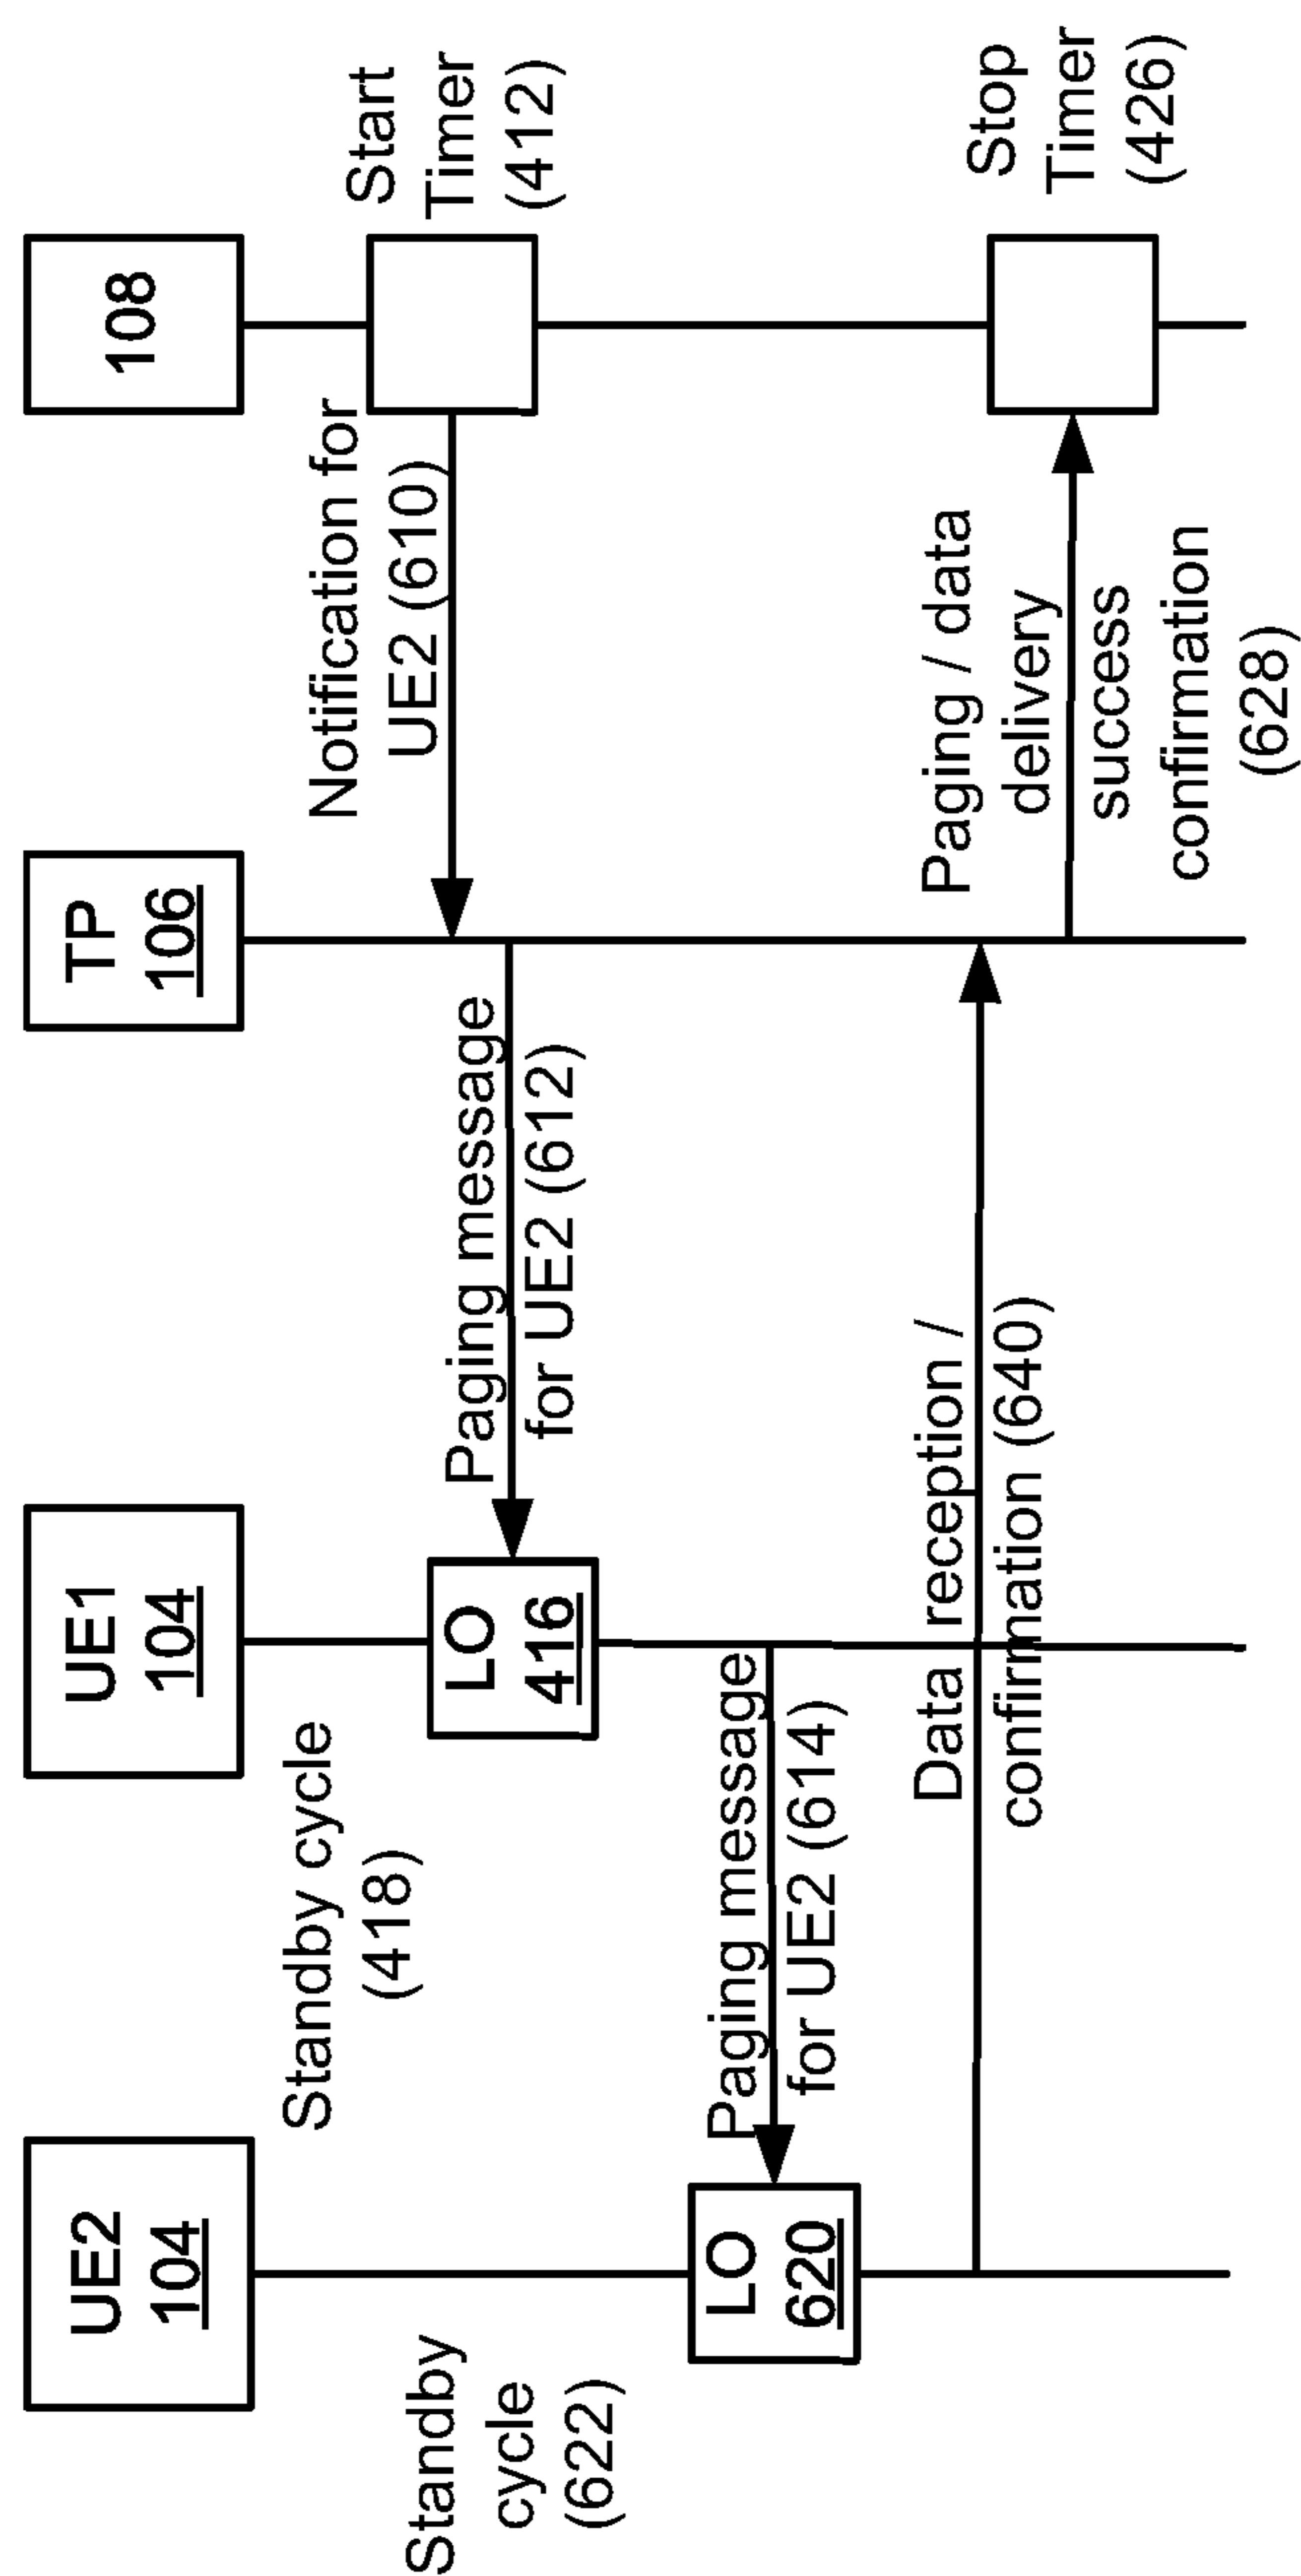 UE2
104
UE1
104
TP
106
108
Standby cycle
(418)
Notification for
UE2 (610)
Start
Timer
(412)
Standby
cycle
(622)
LO
416
Paging message
for UE2 (612)
LO
620
Paging message
for UE2 (614)
Data reception /
confirmation (640)
Paging / data
delivery
success
confirmation
(628)
Stop
Timer
(426)